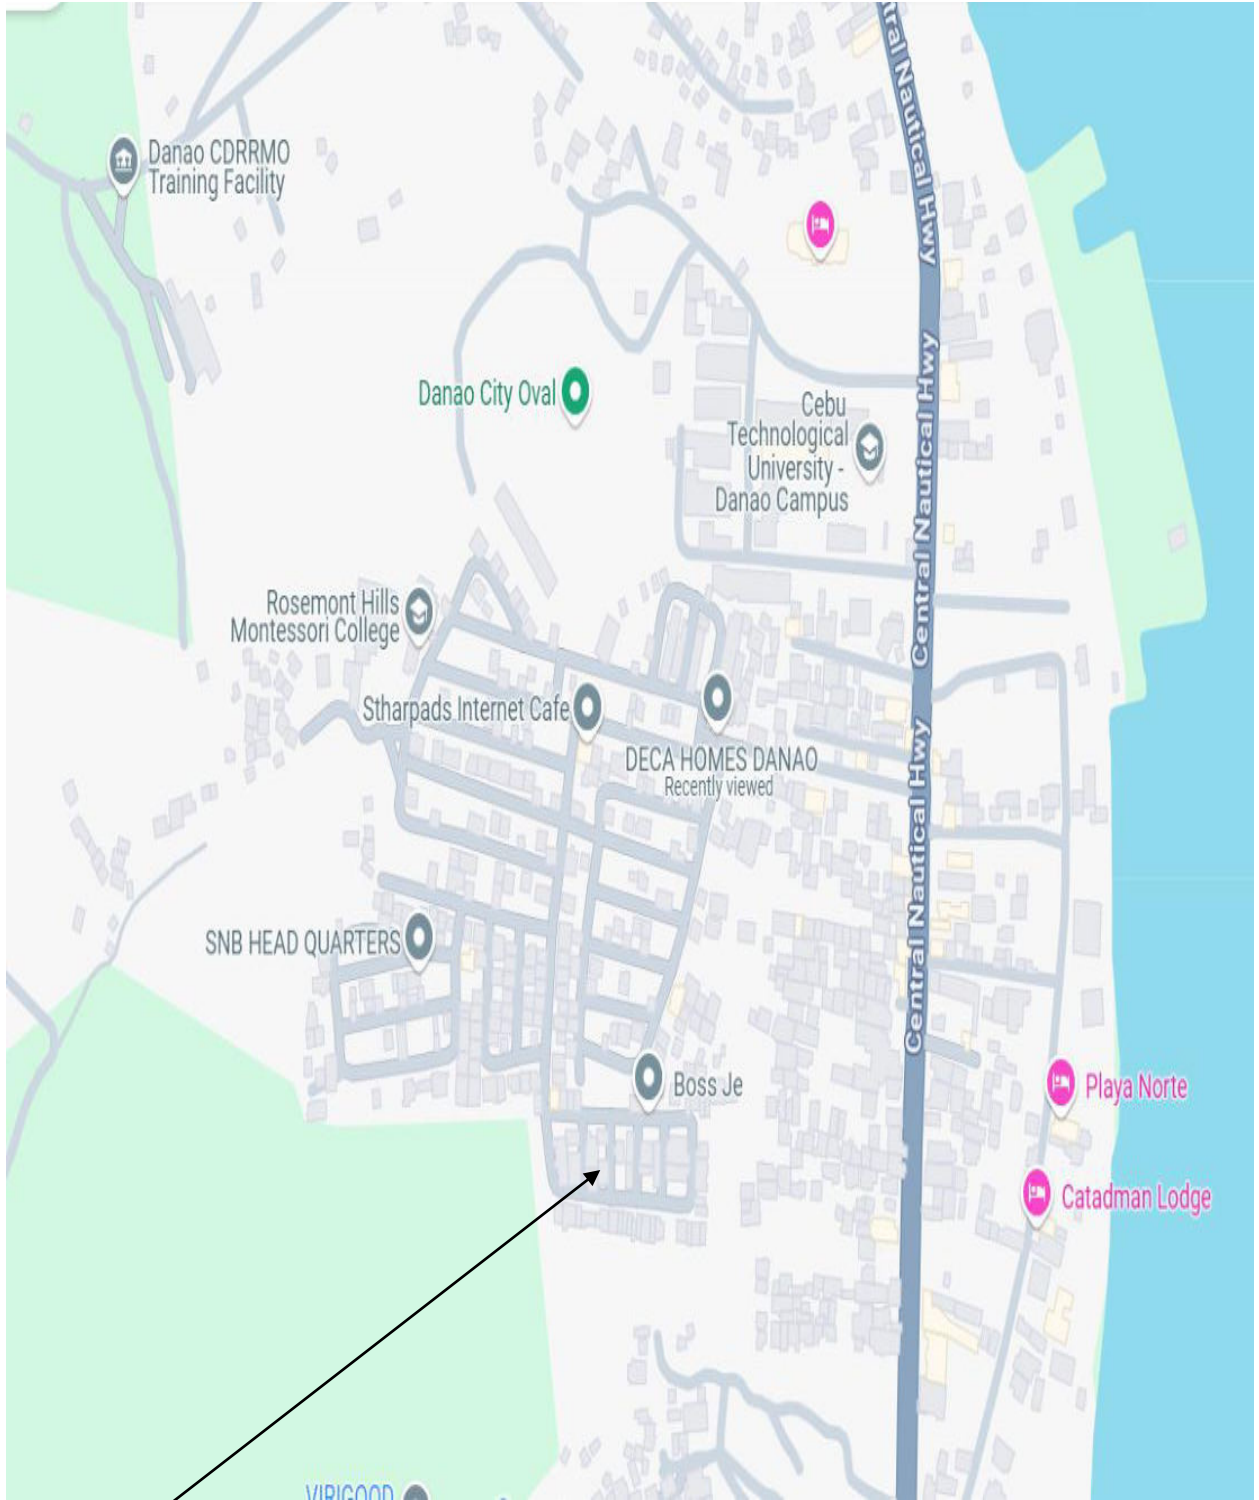 Central Nautical Hwy
Danao CDRRMO
Training Facility
Central Nautical Hwy
Danao City Oval
Cebu
Technological
University -
Danao Campus
Rosemont Hills
Montessori College
Stharpads Internet Cafe
DECA HOMES DANAO
Recently viewed
Central Nautical Hwy
SNB HEAD QUARTERS
Boss Je
Playa Norte
Catadman Lodge
VIRIGOOD